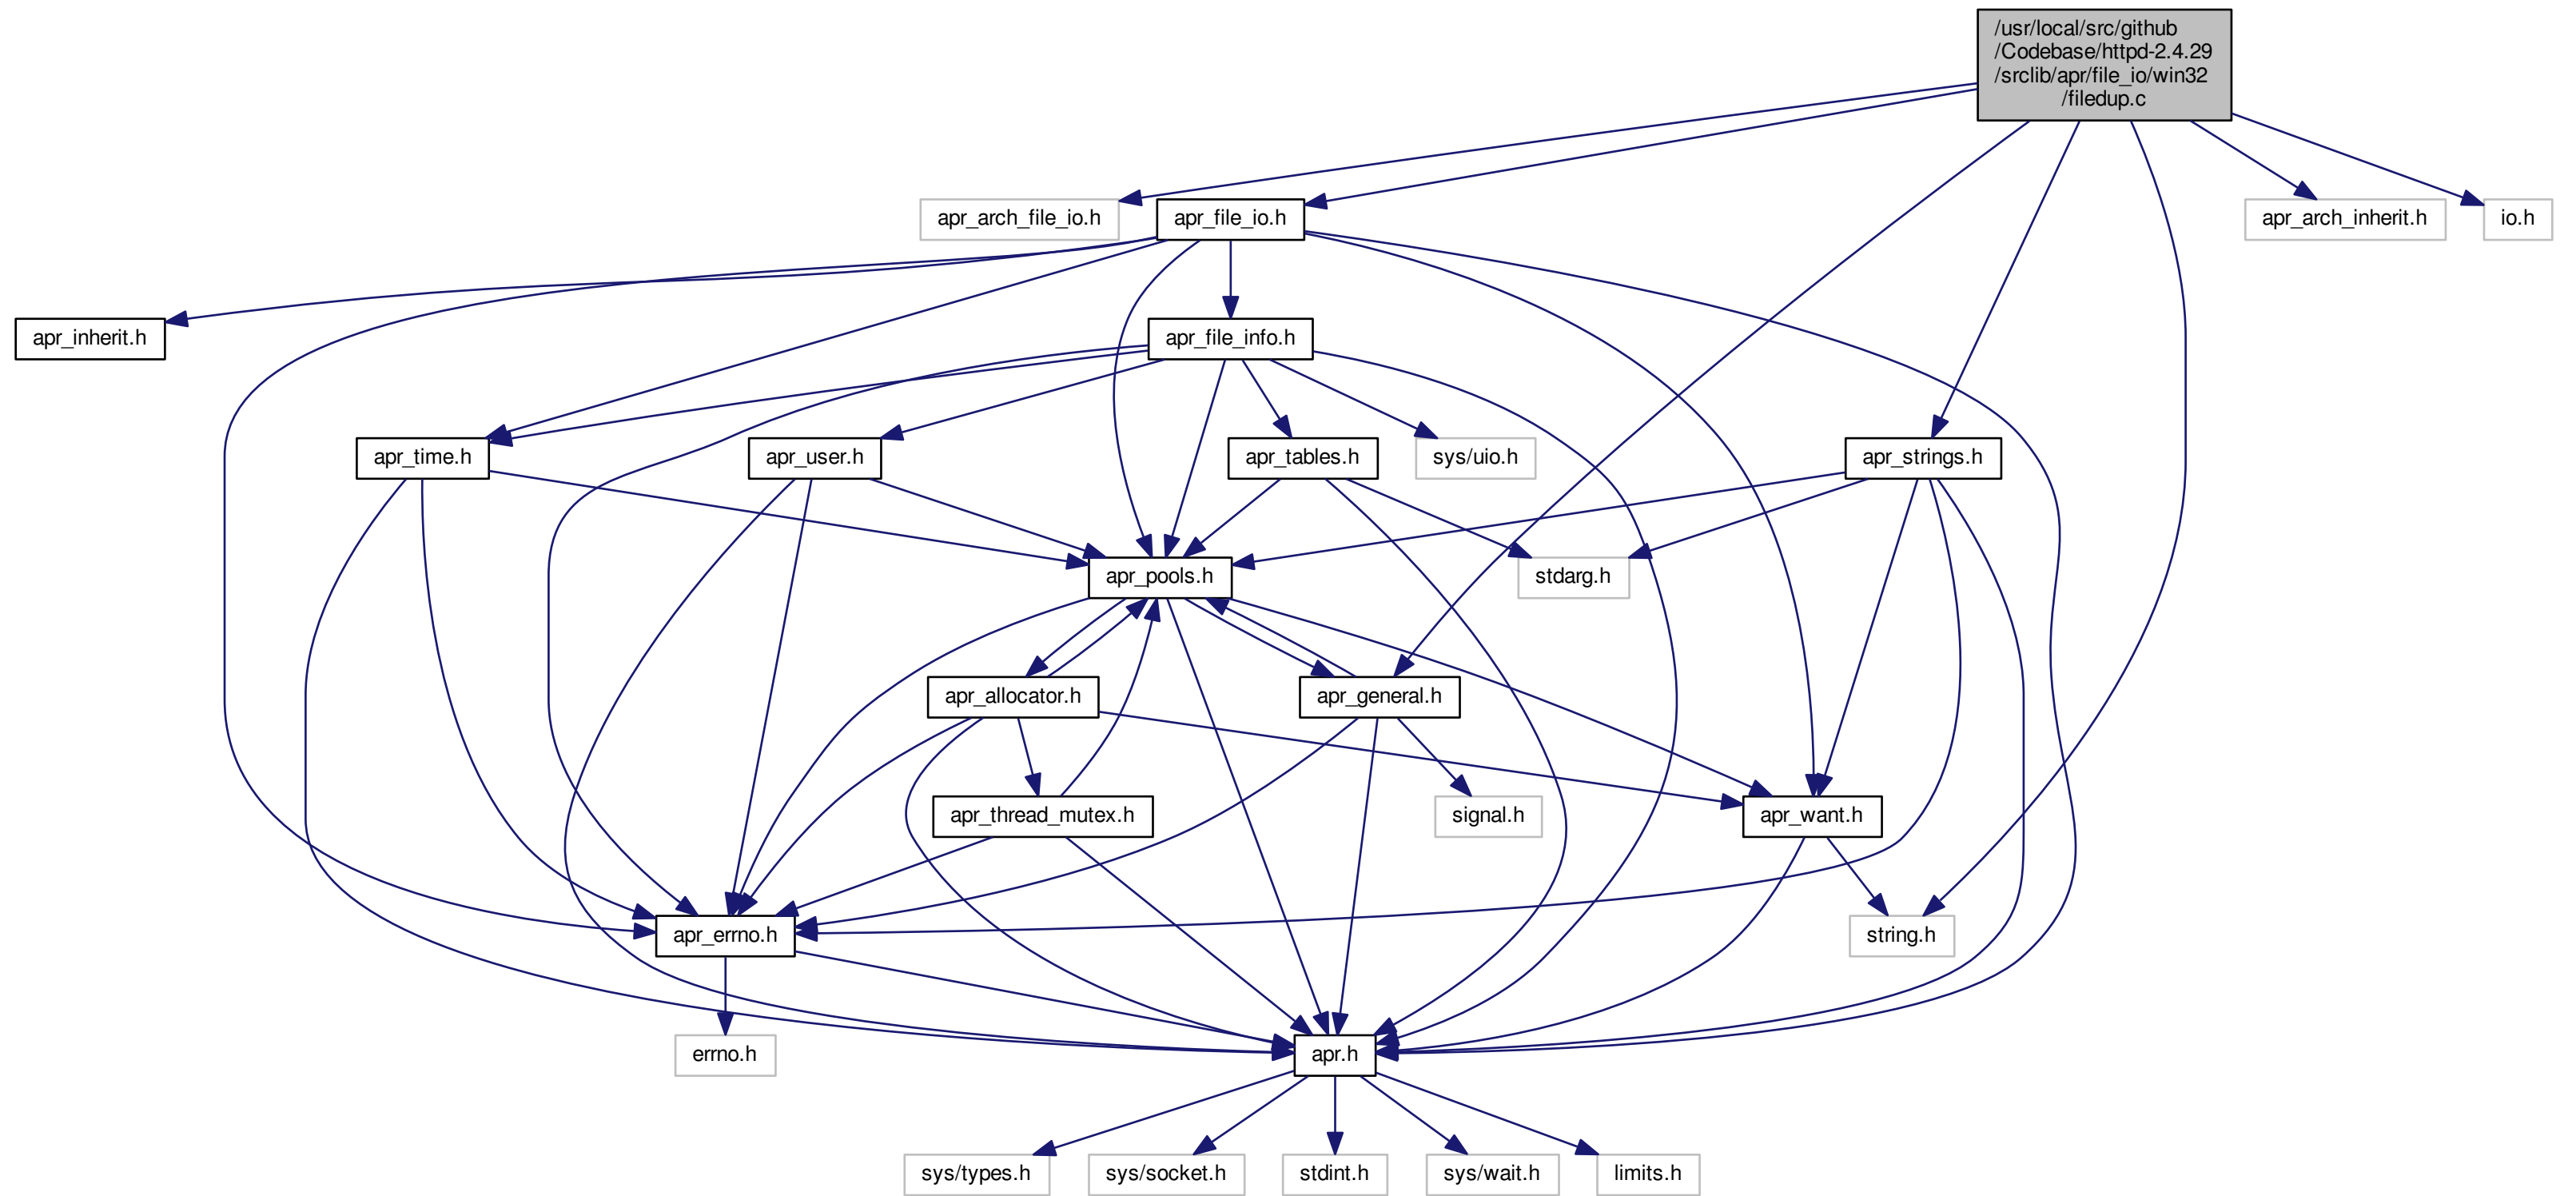 /usr/local/src/github
/Codebase/httpd-2.4.29
/srclib/apr/file_io/win32
/filedup.c
apr_arch_file_io.h
apr_file_io.h
apr_arch_inherit.h
io.h
apr_inherit.h
apr_file_info.h
apr_time.h
apr_user.h
apr_tables.h
sys/uio.h
apr_strings.h
apr_pools.h
stdarg.h
apr_allocator.h
apr_general.h
apr_thread_mutex.h
signal.h
apr_want.h
apr_errno.h
string.h
errno.h
apr.h
sys/types.h
sys/socket.h
stdint.h
sys/wait.h
limits.h